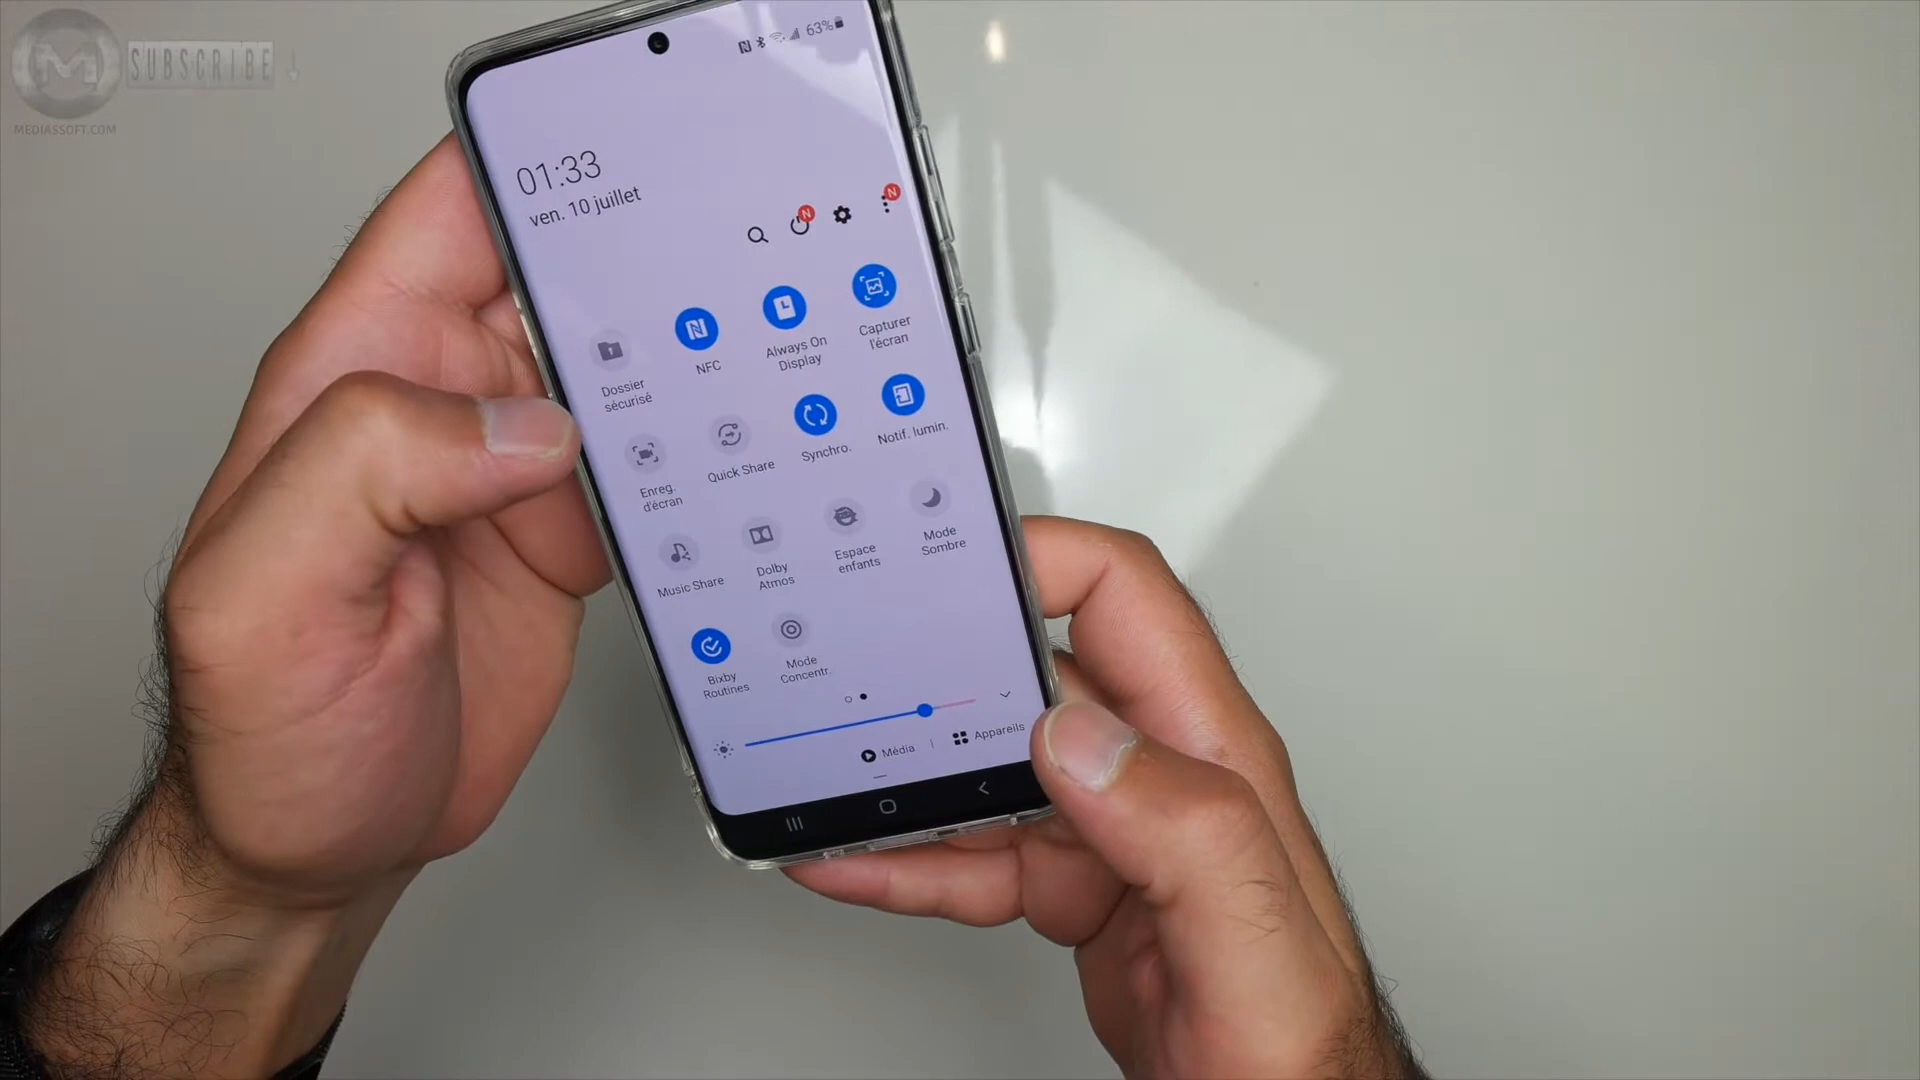 SUBSCRIBE
M
MEDIASSOFT.COM
63%
01:33
ven. 10 juillet
N
N
Dossier
sécurisé
NFC
Always On
Display
Capturer
l'écran
Enreg.
d'écran
Quick Share
Synchro.
Notif. lumin.
Music Share
Dolby
Atmos
Espace
enfants
Mode
Sombre
Bixby
Routines
Mode
Concentr.
Média
Appareils